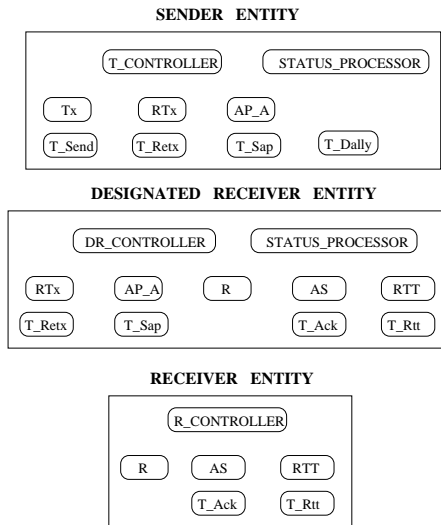 SENDER ENTITY
T_CONTROLLER STATUS_PROCESSOR
Tx RTx AP_A
T_Send T_Retx T_Sap T_Dally
DESIGNATED RECEIVER ENTITY
DR_CONTROLLER STATUS_PROCESSOR
RTx AP_A R AS RTT
T_Retx T_Sap T_Ack T_Rtt
RECEIVER ENTITY
R_CONTROLLER
R AS RTT
T_Ack T_Rtt